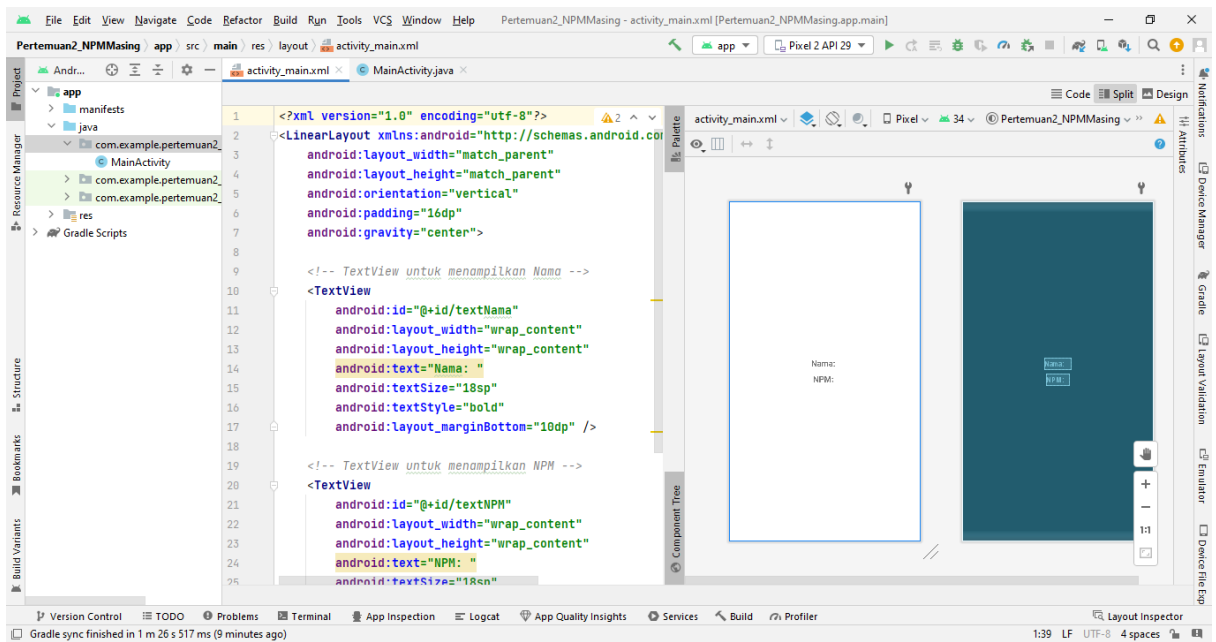 File Edit View Navigate Code Refactor Build Run Tools VCS Window Help Pertemuan2_NPMMasing - activity_main.xml [Pertemuan2_NPMMasing.app.main]
Pertemuan2_NPMMasing app src main res layout activity_main.xml app Pixel 2 API 29
Andr... activity_main.xml MainActivity.java
Code Split Design
Project
Resource Manager
Structure
Bookmarks
Build Variants
app
manifests
java
com.example.pertemuan2_
MainActivity
com.example.pertemuan2_
com.example.pertemuan2_
res
Gradle Scripts
2
1 <?xml version="1.0" encoding="utf-8"?>
2 <LinearLayout xmlns:android="http://schemas.android.com
3 android:layout_width="match_parent"
4 android:layout_height="match_parent"
5 android:orientation="vertical"
6 android:padding="16dp"
7 android:gravity="center">
8
9 <!-- TextView untuk menampilkan Nama -->
10 <TextView
11 android:id="@+id/textNama"
12 android:layout_width="wrap_content"
13 android:layout_height="wrap_content"
14 android:text="Nama: "
15 android:textSize="18sp"
16 android:textStyle="bold"
17 android:layout_marginBottom="10dp" />
18
19 <!-- TextView untuk menampilkan NPM -->
20 <TextView
21 android:id="@+id/textNPM"
22 android:layout_width="wrap_content"
23 android:layout_height="wrap_content"
24 android:text="NPM: "
25 android:textSize="18sp"
Palette
Component Tree
activity_main.xml Pixel 34 Pertemuan2_NPMMasing
Nama:
NPM:
Nama:
NPM:
1:1
Attributes
Notifications
Device Manager
Gradle
Layout Validation
Emulator
Device File Exp
Version Control TODO Problems Terminal App Inspection Logcat App Quality Insights Services Build Profiler Layout Inspector
Gradle sync finished in 1 m 26 s 517 ms (9 minutes ago) 1:39 LF UTF-8 4 spaces